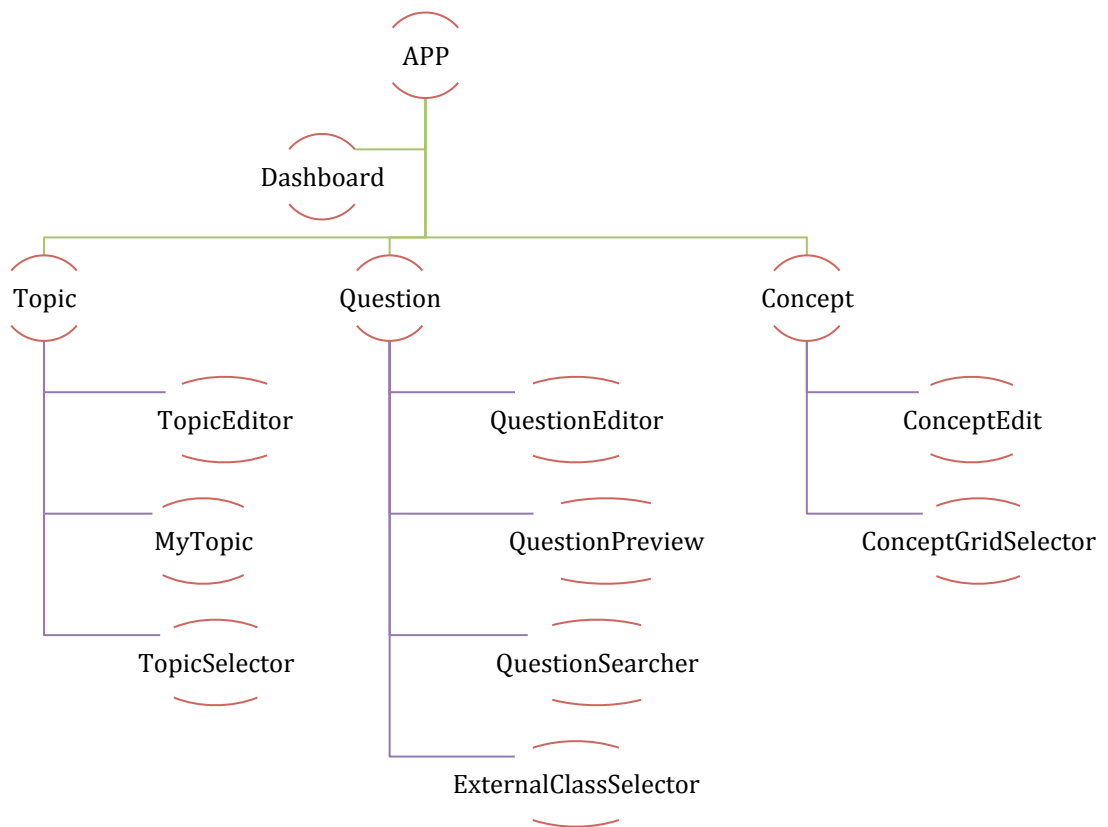 APP
Dashboard
Topic
Question
Concept
TopicEditor
QuestionEditor
ConceptEdit
MyTopic
QuestionPreview
ConceptGridSelector
TopicSelector
QuestionSearcher
ExternalClassSelector